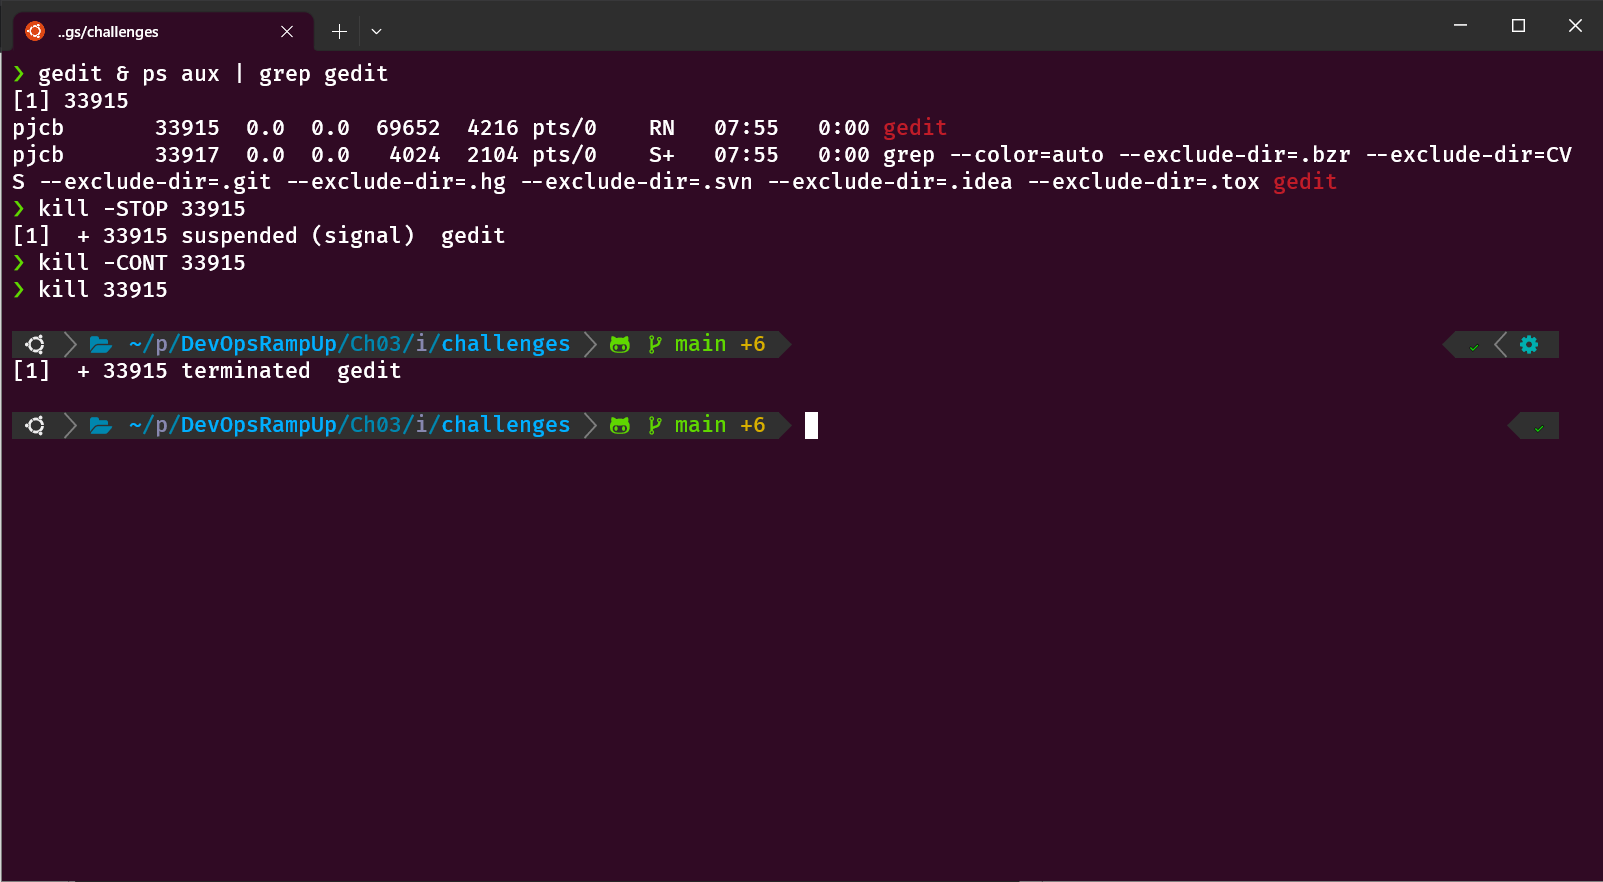 ..gs/challenges
❯ gedit & ps aux | grep gedit
[1] 33915
pjcb       33915  0.0  0.0  69652  4216 pts/0    RN   07:55   0:00 gedit
pjcb       33917  0.0  0.0   4024  2104 pts/0    S+   07:55   0:00 grep --color=auto --exclude-dir=.bzr --exclude-dir=CV
S --exclude-dir=.git --exclude-dir=.hg --exclude-dir=.svn --exclude-dir=.idea --exclude-dir=.tox gedit
❯ kill -STOP 33915
[1]  + 33915 suspended (signal)  gedit
❯ kill -CONT 33915
❯ kill 33915
~/p/DevOpsRampUp/Ch03/i/challenges main +6 ✓
[1]  + 33915 terminated  gedit
~/p/DevOpsRampUp/Ch03/i/challenges main +6 ✓